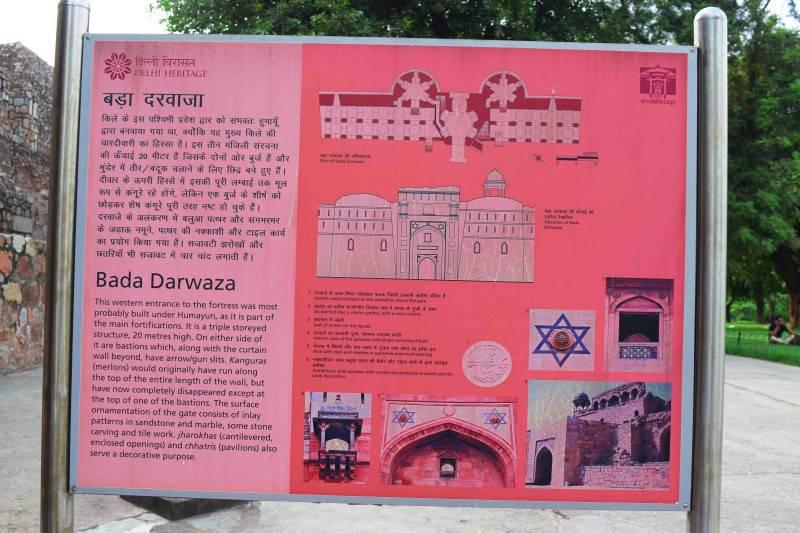 दिल्ली विरासत
DELHI HERITAGE
बड़ा दरवाजा
किले के इस पश्चिमी प्रवेश द्वार को संभवतः हुमायूँ
द्वारा बनवाया गया था, क्योंकि यह मुख्य किले की
चारदीवारी का हिस्सा है। इस तीन मंजिली संरचना
की ऊँचाई 20 मीटर है जिसके दोनों ओर बुर्ज हैं और
मुंडेर में तीर/बंदूक चलाने के लिए छिद्र बने हुए हैं।
दीवार के ऊपरी हिस्से में इसकी पूरी लम्बाई तक मूल
रूप से कंगूरे रहे होंगे, लेकिन एक बुर्ज के शीर्ष को
छोड़कर शेष कंगूरे पूरी तरह नष्ट हो चुके हैं।
दरवाजे के अलंकरण में बलुआ पत्थर और संगमरमर
के जड़ाऊ नमूने, पत्थर की नक्काशी और टाइल कार्य
का प्रयोग किया गया है। सजावटी झरोखों और
छतरियाँ भी सजावट में चार चांद लगाती हैं।
Bada Darwaza
This western entrance to the fortress was most
probably built under Humayun, as it is part of
the main fortifications. It is a triple storeyed
structure, 20 metres high. On either side of
it are bastions which, along with the curtain
wall beyond, have arrow/gun slits. Kanguras
(merlons) would originally have run along
the top of the entire length of the wall, but
have now completely disappeared except at
the top of one of the bastions. The surface
ornamentation of the gate consists of inlay
patterns in sandstone and marble, some stone
carving and tile work. jharokhas (cantilevered,
enclosed openings) and chhatris (pavilions) also
serve a decorative purpose.
Plan of Bada Darwaza
Elevation of Bada
Darwaza